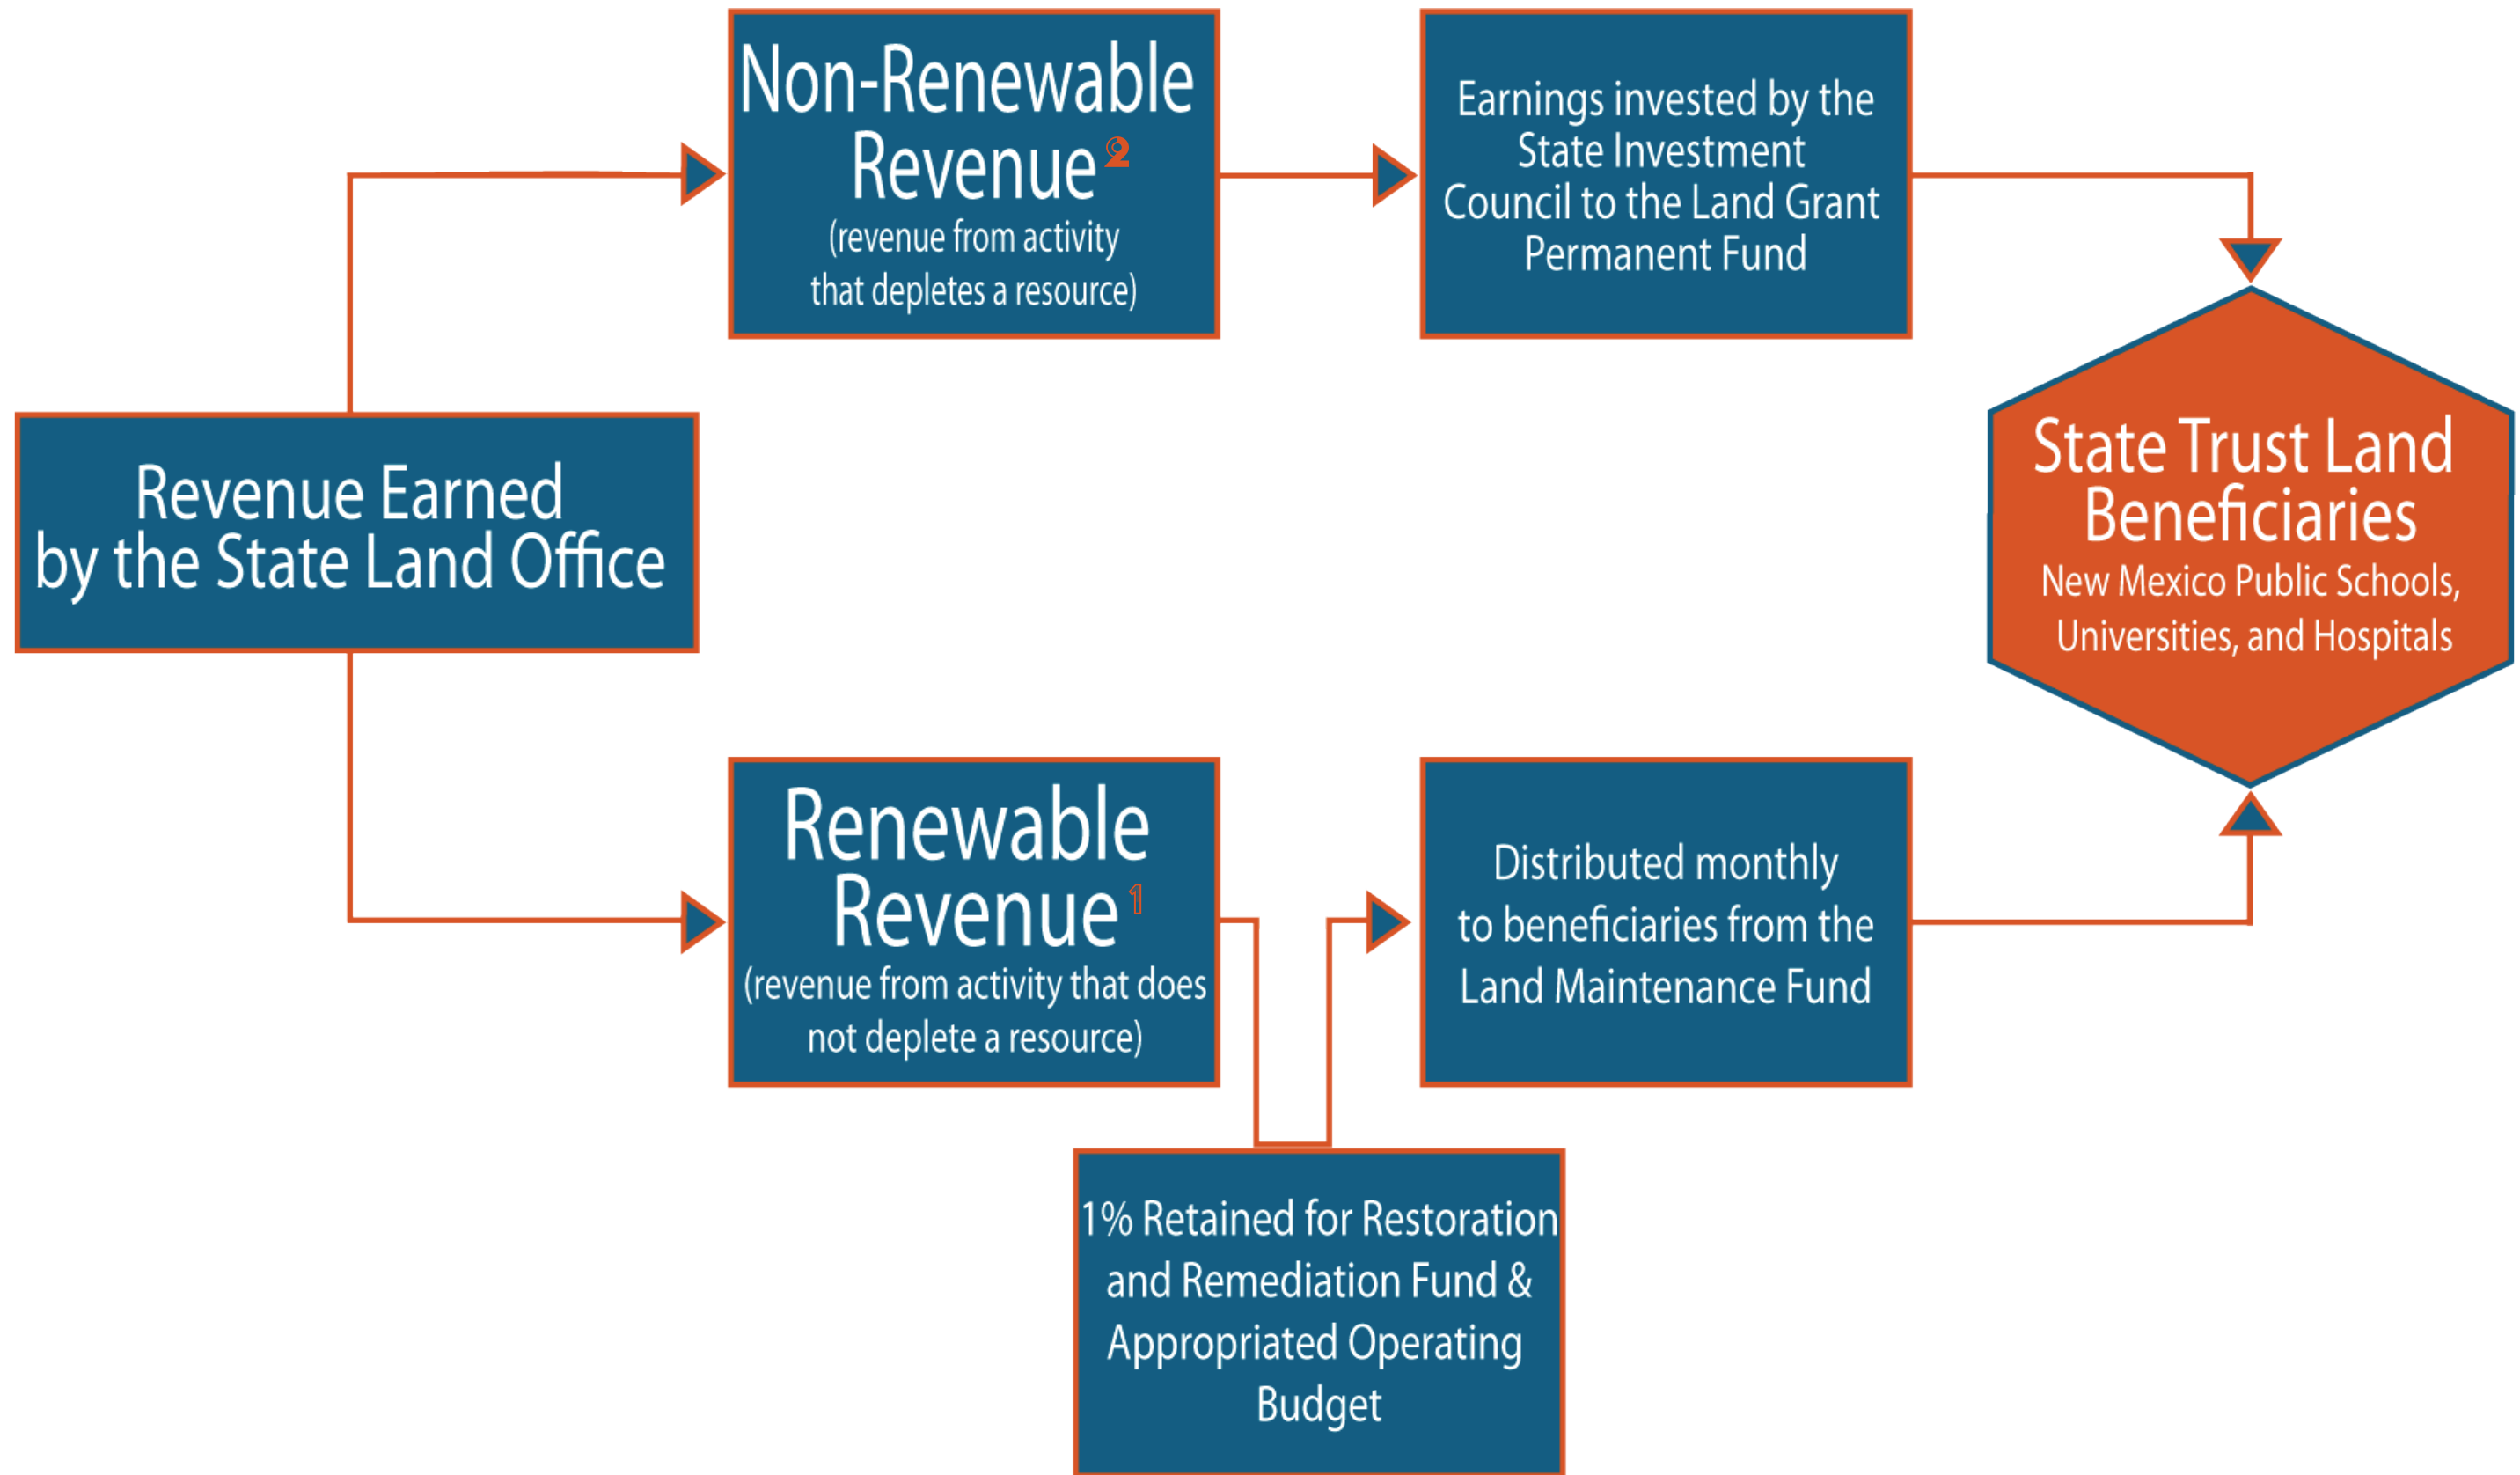 Non-Renewable
Revenue 2
(revenue from activity
that depletes a resource)
Earnings invested by the
State Investment
Council to the Land Grant
Permanent Fund
Revenue Earned
by the State Land Office
State Trust Land
Beneficiaries
New Mexico Public Schools,
Universities, and Hospitals
Renewable
Revenue 1
(revenue from activity that does
not deplete a resource)
Distributed monthly
to beneficiaries from the
Land Maintenance Fund
1% Retained for Restoration
and Remediation Fund &
Appropriated Operating
Budget